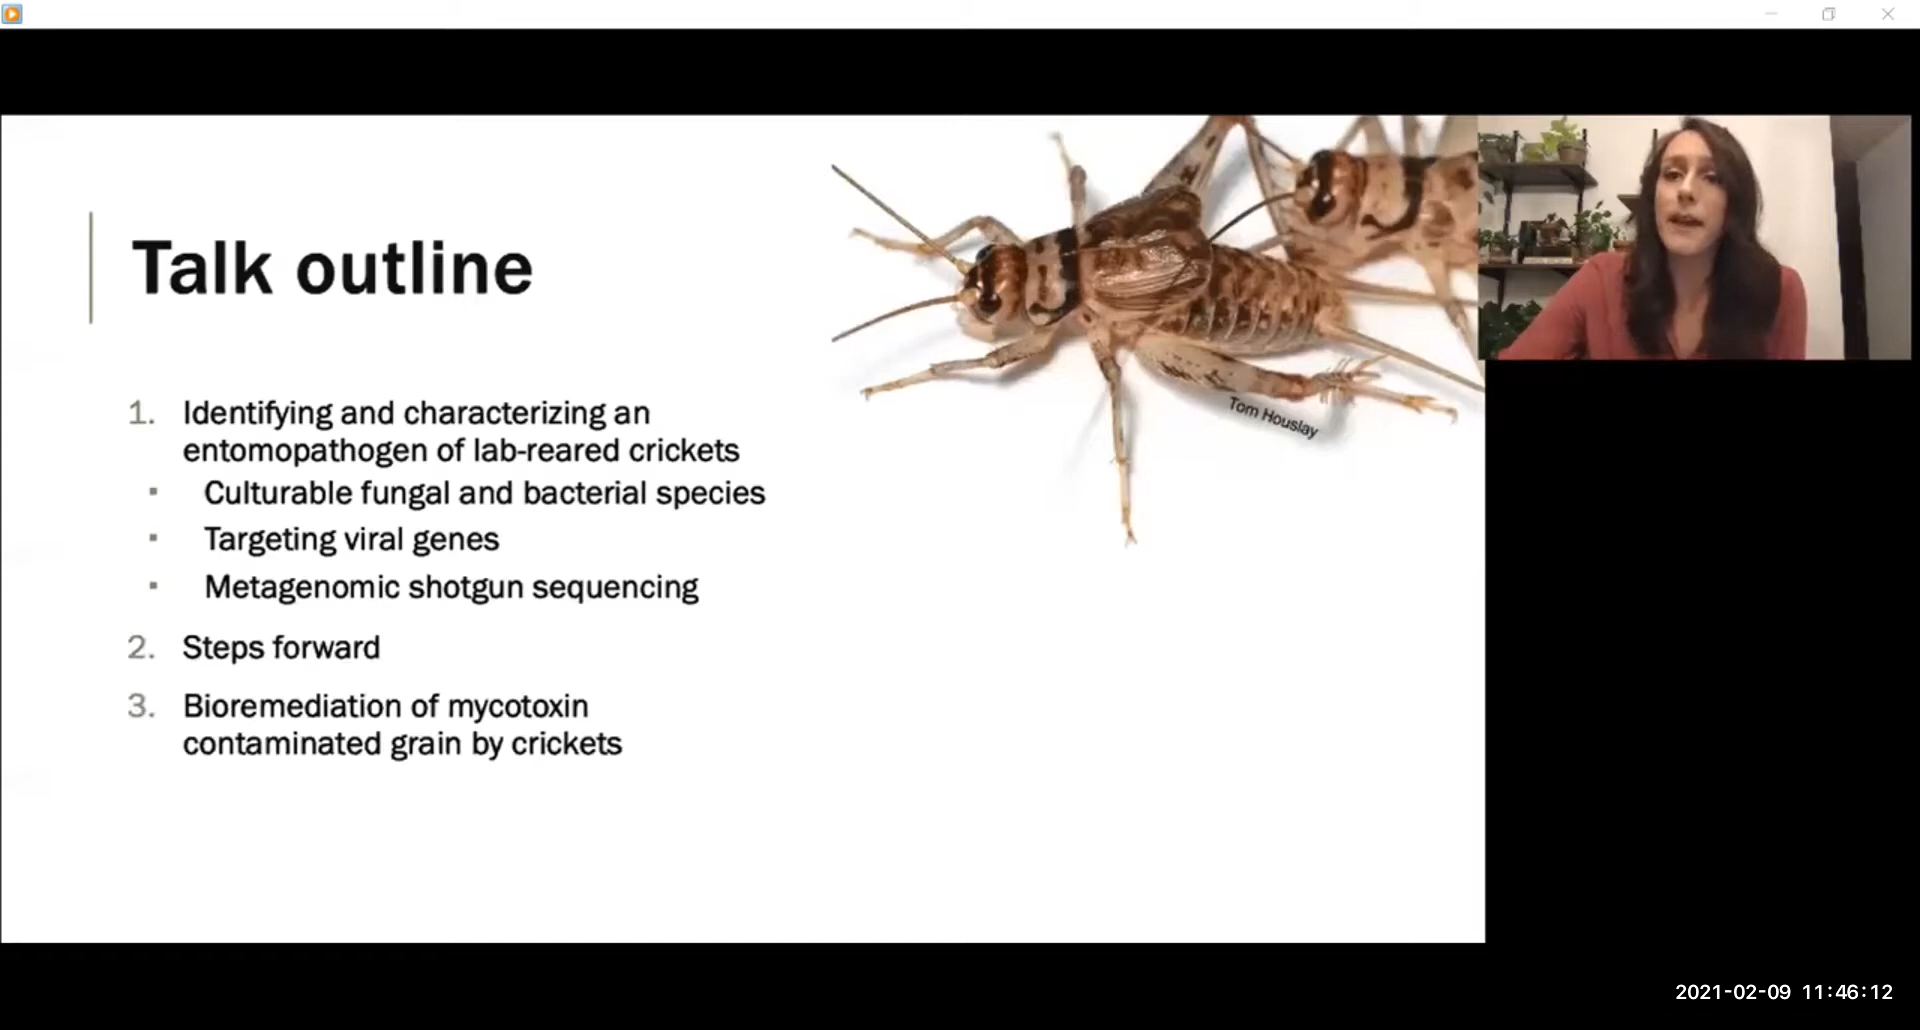 Talk outline
Tom Houslay
1. Identifying and characterizing an
entomopathogen of lab-reared crickets
▪ Culturable fungal and bacterial species
▪ Targeting viral genes
▪ Metagenomic shotgun sequencing
2. Steps forward
3. Bioremediation of mycotoxin
contaminated grain by crickets
2021-02-09 11:46:12